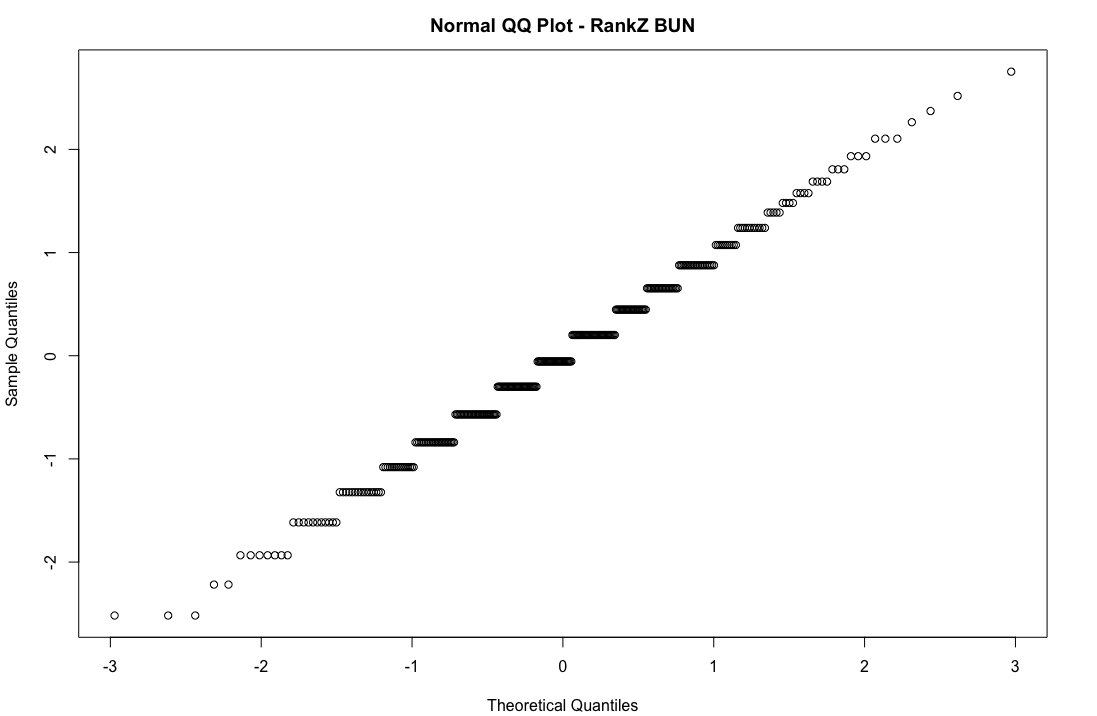 Normal QQ Plot - RankZ BUN
Sample Quantiles
2
1
0
-1
-2
-3 -2 -1 0 1 2 3
Theoretical Quantiles